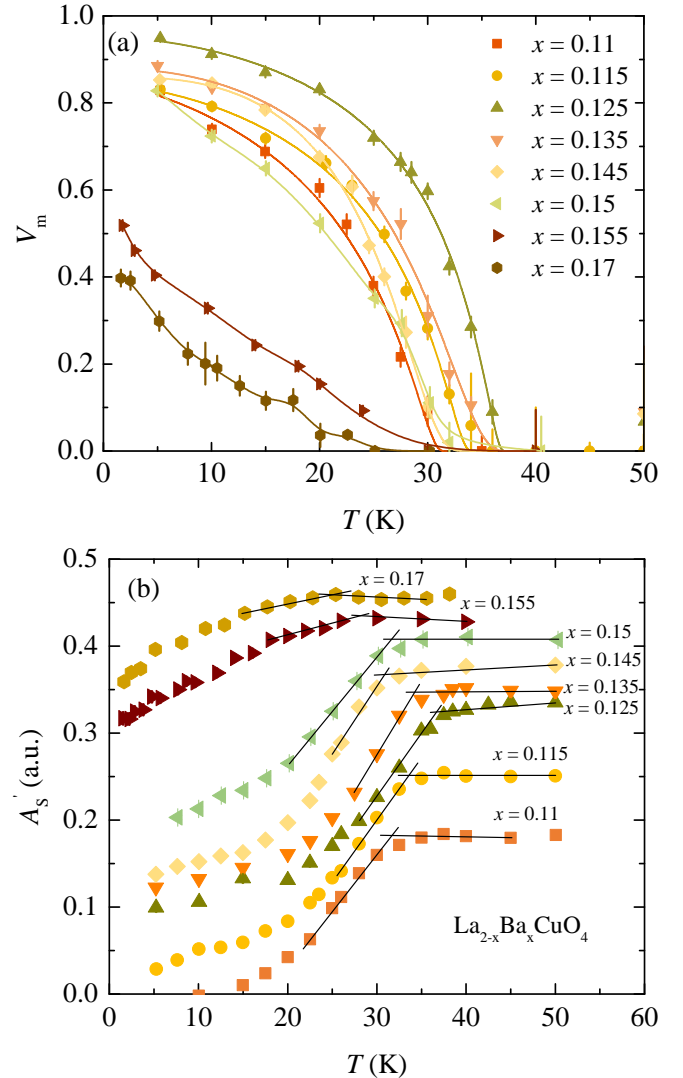 (a)
x = 0.11
x = 0.115
x = 0.125
x = 0.135
x = 0.145
x = 0.15
x = 0.155
x = 0.17
1.0
0.8
0.6
0.4
0.2
0.0
V_m
0 10 20 30 40 50
T (K)
(b)
x = 0.17
x = 0.155
x = 0.15
x = 0.145
x = 0.135
x = 0.125
x = 0.115
x = 0.11
La_{2-x}Ba_xCuO_4
0.5
0.4
0.3
0.2
0.1
0.0
A_S' (a.u.)
0 10 20 30 40 50 60
T (K)